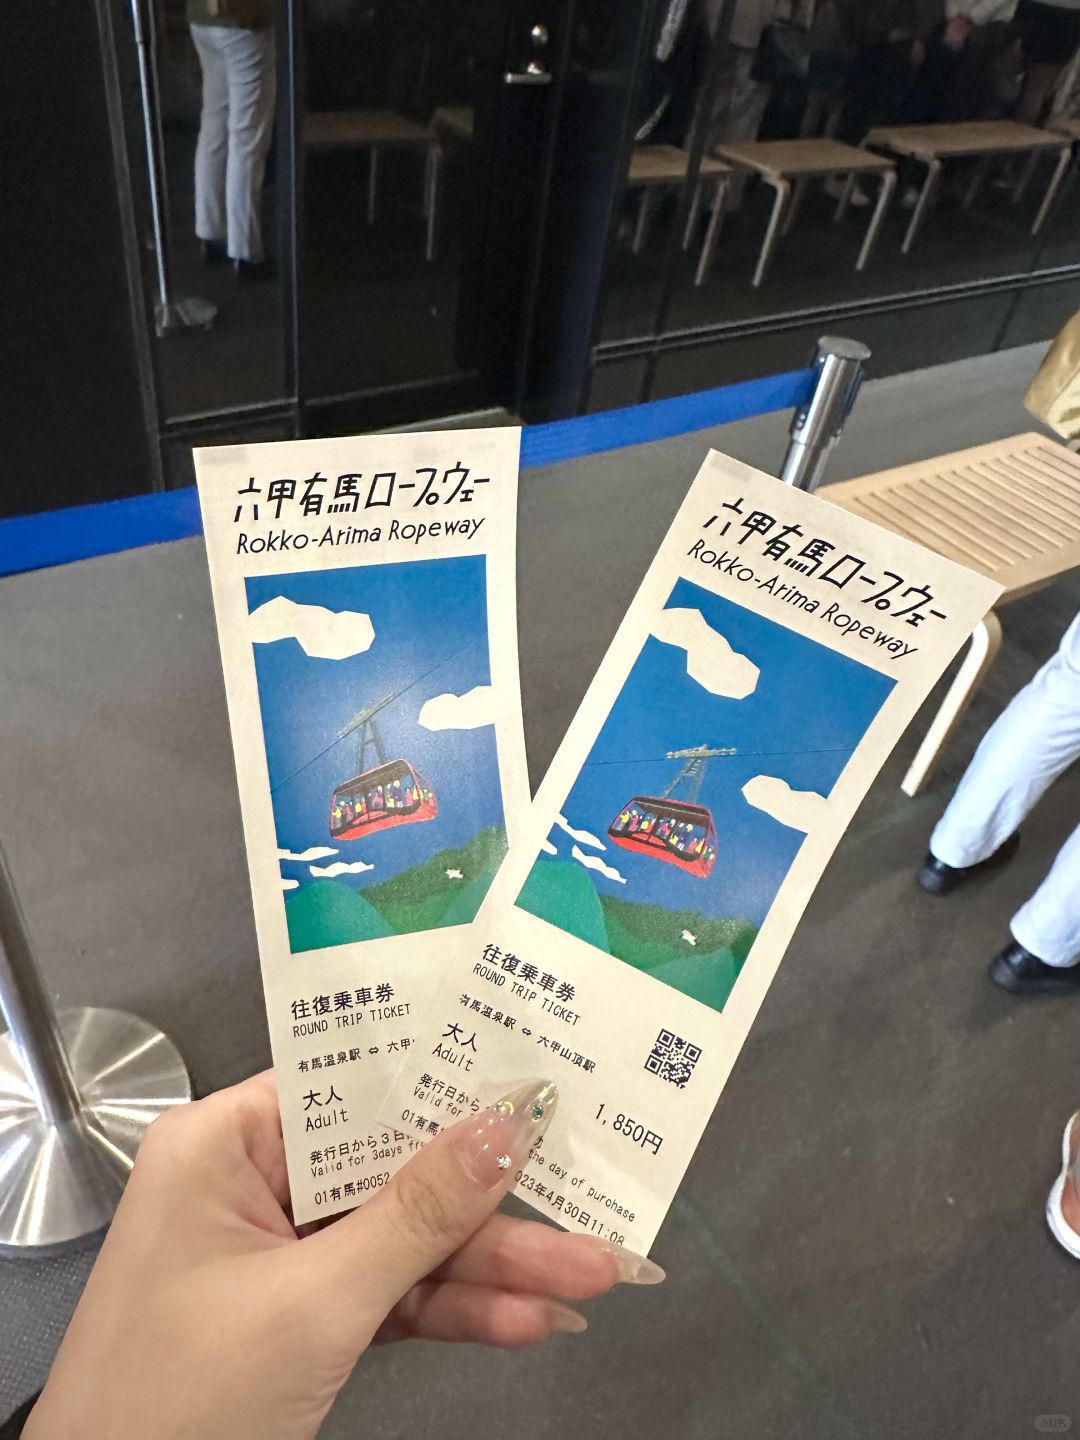 六甲有馬ロープウェー
Rokko-Arima Ropeway
往復乗車券
ROUND TRIP TICKET
有馬温泉駅 ⇔ 六甲
大人
Adult
発行日から3日
Valid for 3days
01有馬#0052
六甲有馬ロープウェー
Rokko-Arima Ropeway
往復乗車券
ROUND TRIP TICKET
有馬温泉駅 ⇔ 六甲山頂駅
大人
Adult
1,850円
発行日から
Valid for
the day of purchase
01有馬
023年4月30日11:08
小红书